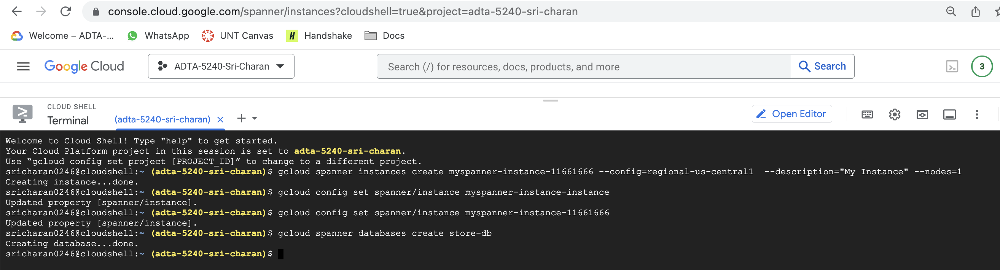 console.cloud.google.com/spanner/instances?cloudshell=true&project=adta-5240-sri-charan
Welcome – ADTA-... WhatsApp UNT Canvas H Handshake Docs
Google Cloud ADTA-5240-Sri-Charan Search (/) for resources, docs, products, and more Search 3
CLOUD SHELL
Terminal (adta-5240-sri-charan) Open Editor
Welcome to Cloud Shell! Type "help" to get started.
Your Cloud Platform project in this session is set to adta-5240-sri-charan.
Use “gcloud config set project [PROJECT_ID]” to change to a different project.
sricharan0246@cloudshell:~ (adta-5240-sri-charan)$ gcloud spanner instances create myspanner-instance-11661666 --config=regional-us-central1  --description="My Instance" --nodes=1
Creating instance...done.
sricharan0246@cloudshell:~ (adta-5240-sri-charan)$ gcloud config set spanner/instance myspanner-instance-instance
Updated property [spanner/instance].
sricharan0246@cloudshell:~ (adta-5240-sri-charan)$ gcloud config set spanner/instance myspanner-instance-11661666
Updated property [spanner/instance].
sricharan0246@cloudshell:~ (adta-5240-sri-charan)$ gcloud spanner databases create store-db
Creating database...done.
sricharan0246@cloudshell:~ (adta-5240-sri-charan)$